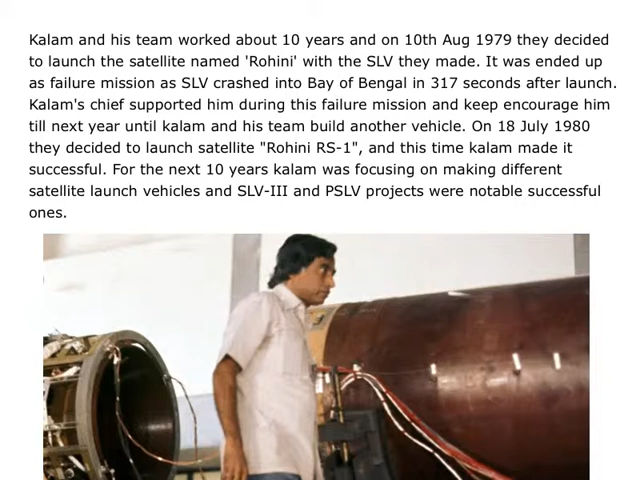 Kalam and his team worked about 10 years and on 10th Aug 1979 they decided
to launch the satellite named 'Rohini' with the SLV they made. It was ended up
as failure mission as SLV crashed into Bay of Bengal in 317 seconds after launch.
Kalam's chief supported him during this failure mission and keep encourage him
till next year until kalam and his team build another vehicle. On 18 July 1980
they decided to launch satellite "Rohini RS-1", and this time kalam made it
successful. For the next 10 years kalam was focusing on making different
satellite launch vehicles and SLV-III and PSLV projects were notable successful
ones.